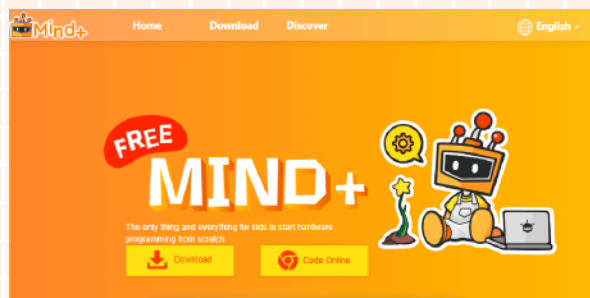 Mind+
Home Download Discover
English
FREE
MIND+
The only thing and everything for kids to start hardware
programming from scratch.
Download
Code Online